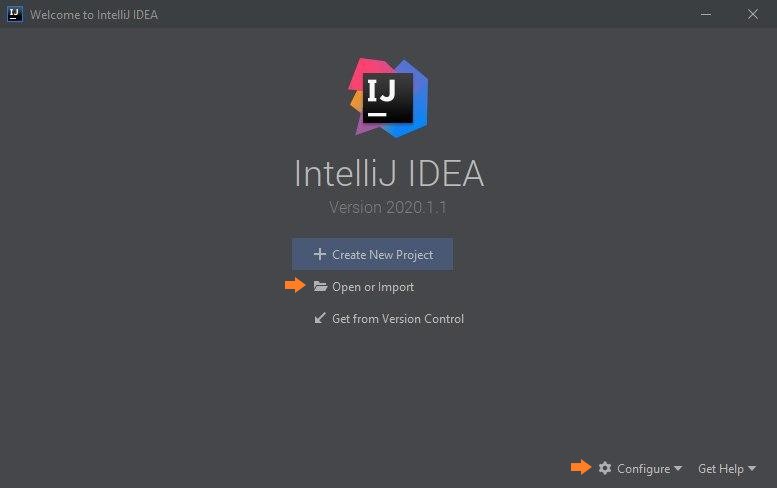 IJ Welcome to IntelliJ IDEA
IJ
IntelliJ IDEA
Version 2020.1.1
Create New Project
Open or Import
Get from Version Control
Configure Get Help